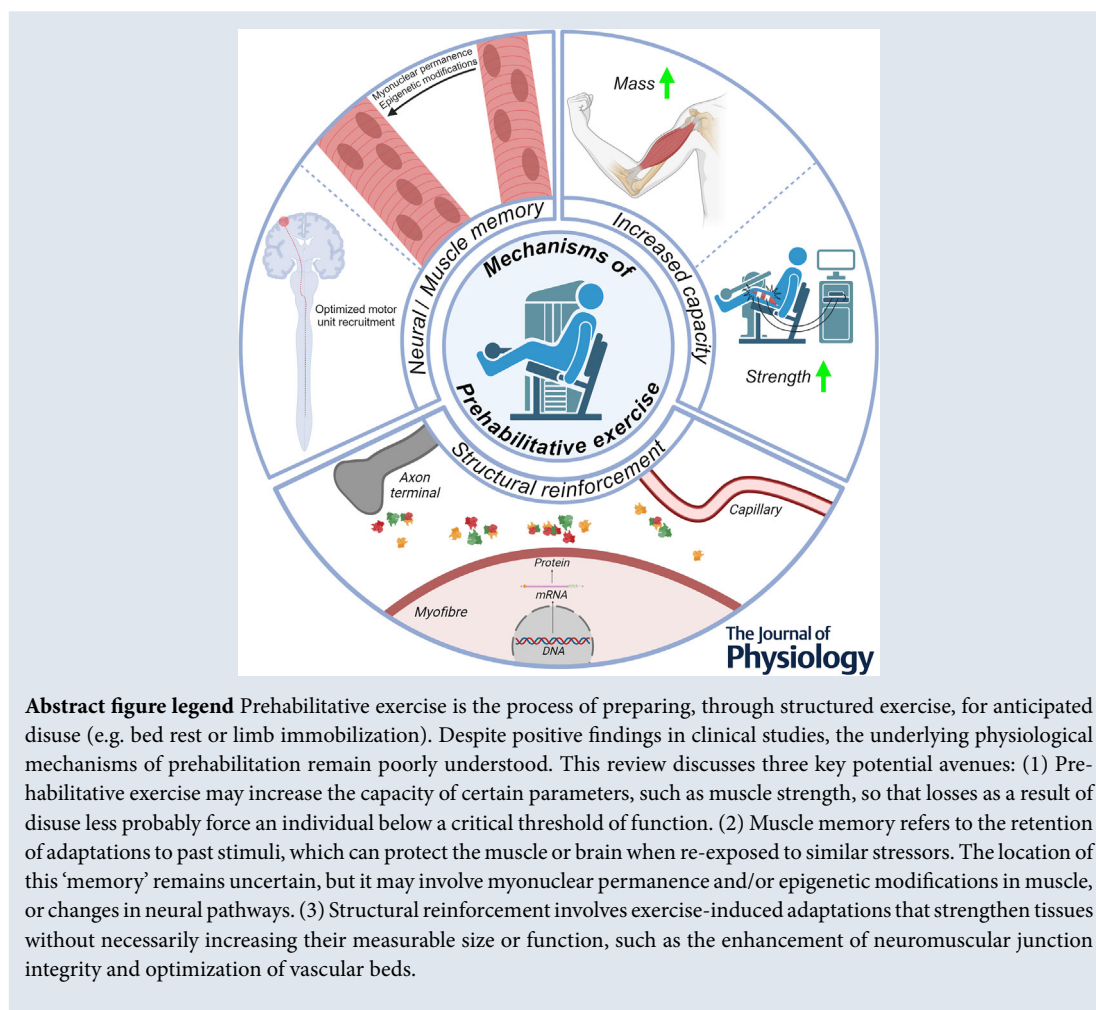 Myonuclear permanence
Epigenetic modifications
Mass
Neural / Muscle memory
Increased capacity
Mechanisms of
Prehabilitative exercise
Optimized motor
unit recruitment
Strength
Structural reinforcement
Axon
terminal
Capillary
Protein
mRNA
Myofibre
DNA
The Journal of
Physiology
Abstract figure legend Prehabilitative exercise is the process of preparing, through structured exercise, for anticipated
disuse (e.g. bed rest or limb immobilization). Despite positive findings in clinical studies, the underlying physiological
mechanisms of prehabilitation remain poorly understood. This review discusses three key potential avenues: (1) Pre-
habilitative exercise may increase the capacity of certain parameters, such as muscle strength, so that losses as a result of
disuse less probably force an individual below a critical threshold of function. (2) Muscle memory refers to the retention
of adaptations to past stimuli, which can protect the muscle or brain when re-exposed to similar stressors. The location of
this ‘memory’ remains uncertain, but it may involve myonuclear permanence and/or epigenetic modifications in muscle,
or changes in neural pathways. (3) Structural reinforcement involves exercise-induced adaptations that strengthen tissues
without necessarily increasing their measurable size or function, such as the enhancement of neuromuscular junction
integrity and optimization of vascular beds.